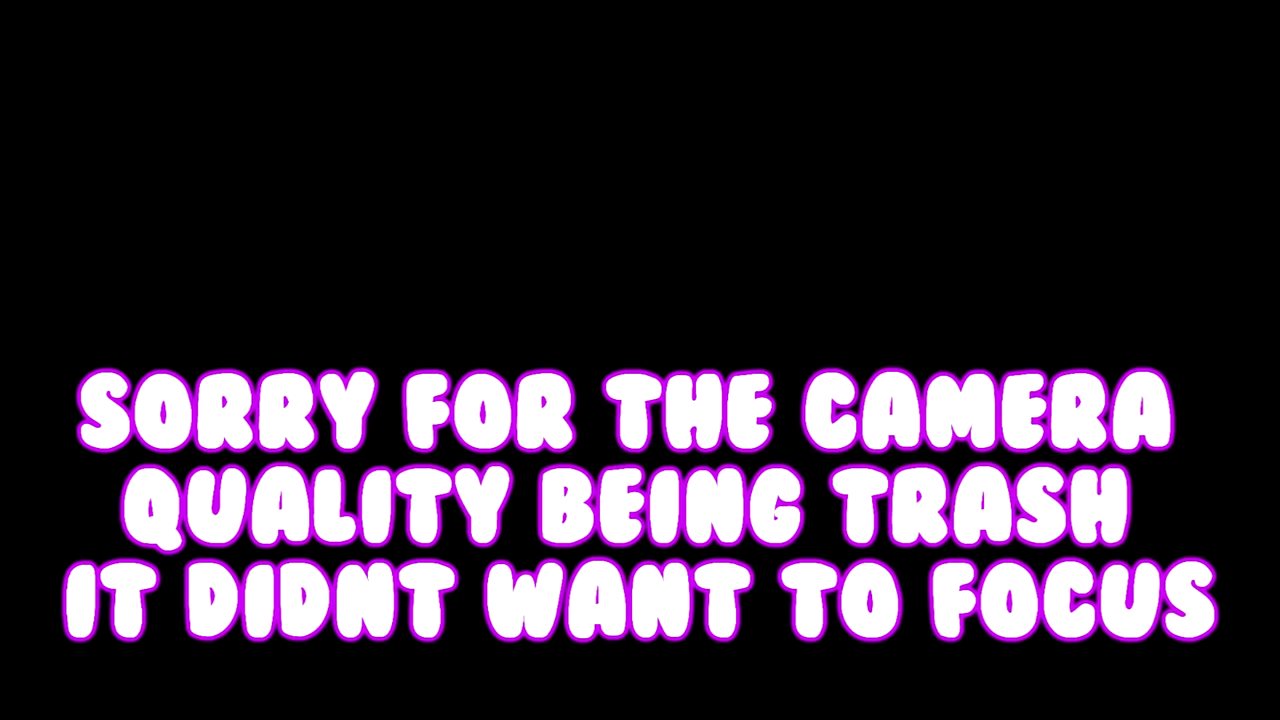 SORRY FOR THE CAMERA
QUALITY BEING TRASH
IT DIDNT WANT TO FOCUS